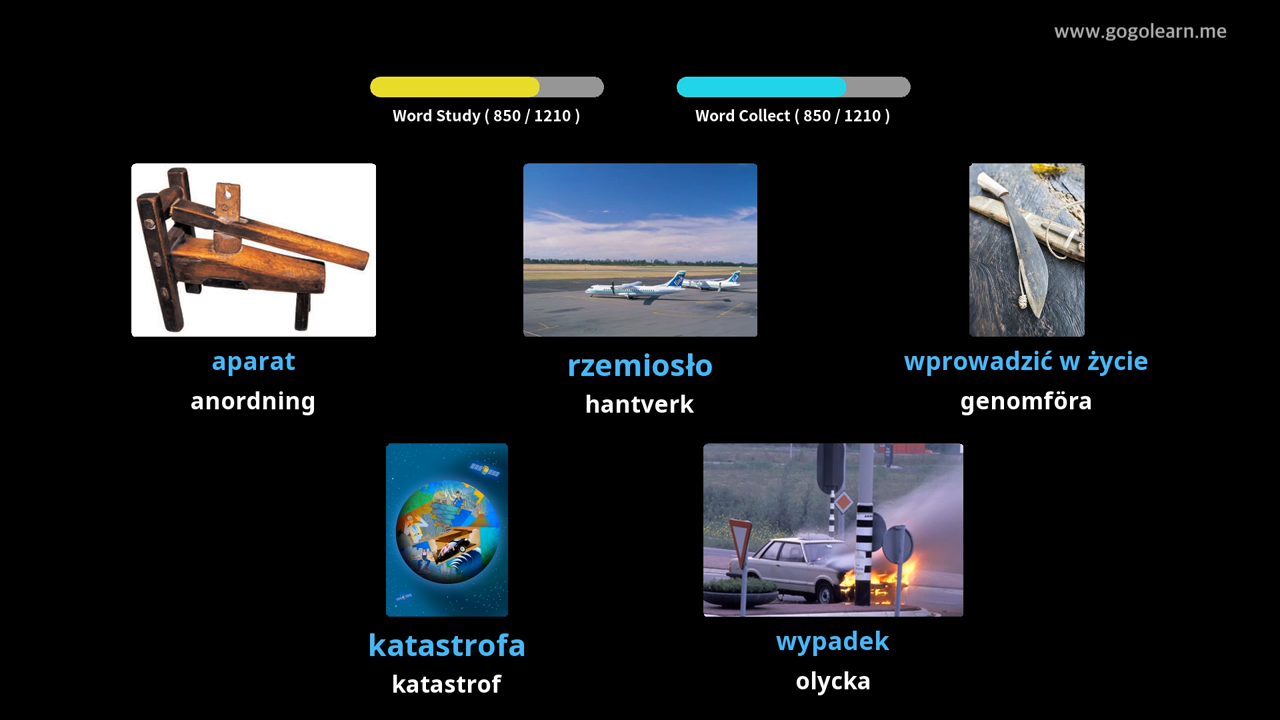 www.gogolearn.me
Word Study ( 850 / 1210 )
Word Collect ( 850 / 1210 )
aparat
anordning
rzemiosło
hantverk
wprowadzić w życie
genomföra
katastrofa
katastrof
wypadek
olycka